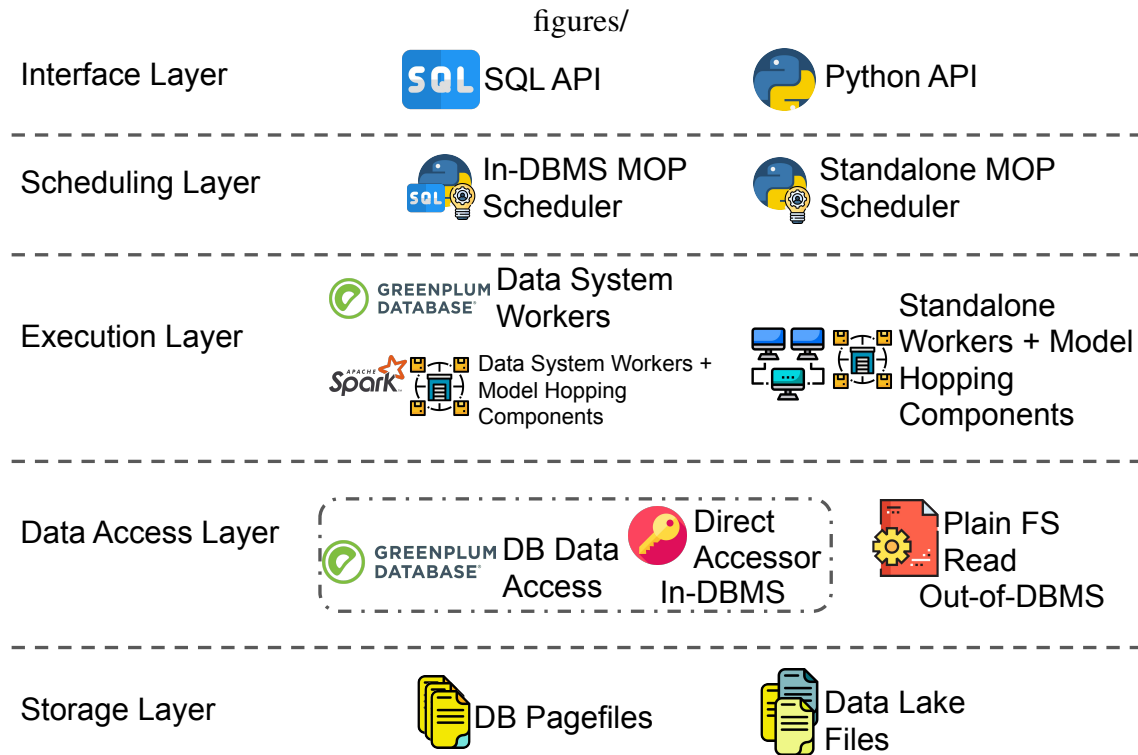 figures/
Interface Layer
SQL
SQL API
Python API
Scheduling Layer
SQL
In-DBMS MOP
Scheduler
Standalone MOP
Scheduler
Execution Layer
GREENPLUM
DATABASE
Data System
Workers
APACHE
Spark
Data System Workers +
Model Hopping
Components
Standalone
Workers + Model
Hopping
Components
Data Access Layer
GREENPLUM
DATABASE
DB Data
Access
Direct
Accessor
In-DBMS
Plain FS
Read
Out-of-DBMS
Storage Layer
DB Pagefiles
Data Lake
Files